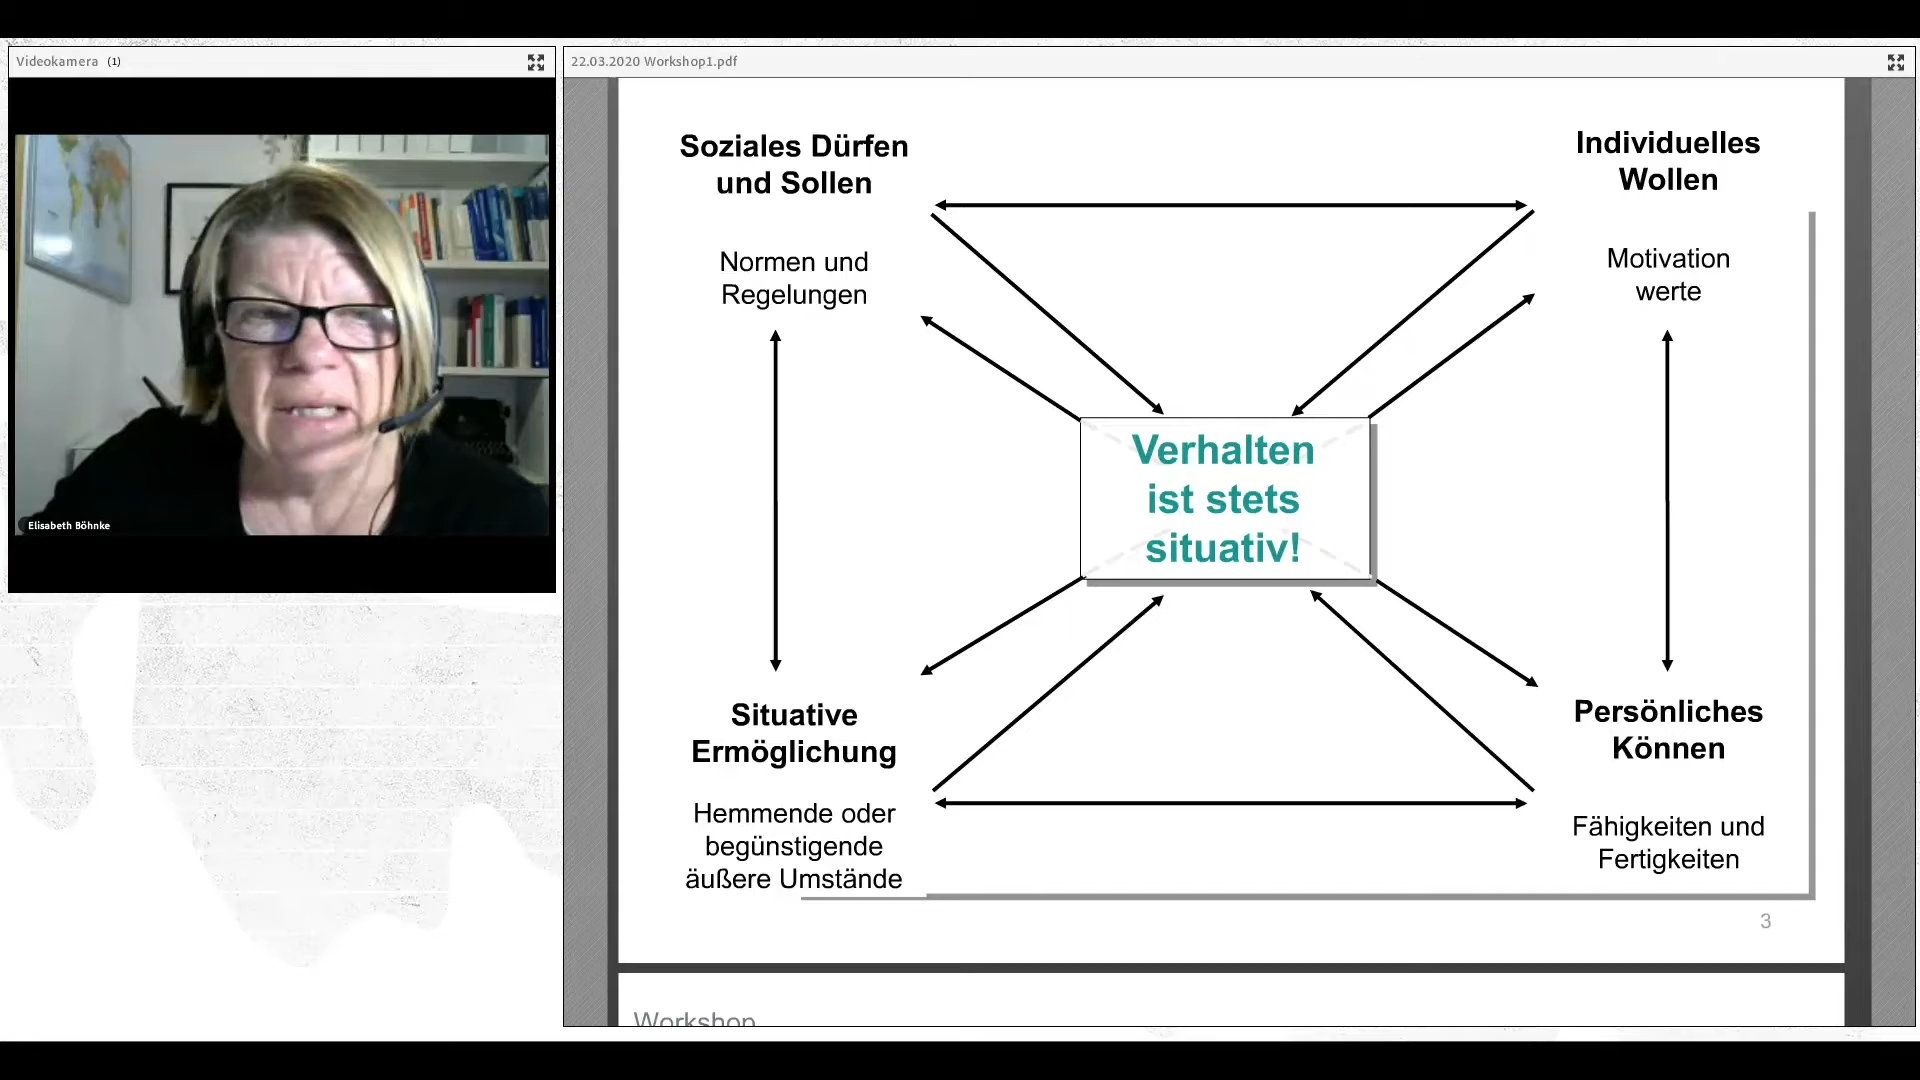 Videokamera (1)
Elisabeth Böhnke
22.03.2020 Workshop1.pdf
Soziales Dürfen
und Sollen
Normen und
Regelungen
Individuelles
Wollen
Motivation
werte
Verhalten
ist stets
situativ!
Situative
Ermöglichung
Hemmende oder
begünstigende
äußere Umstände
Persönliches
Können
Fähigkeiten und
Fertigkeiten
3
Workshop